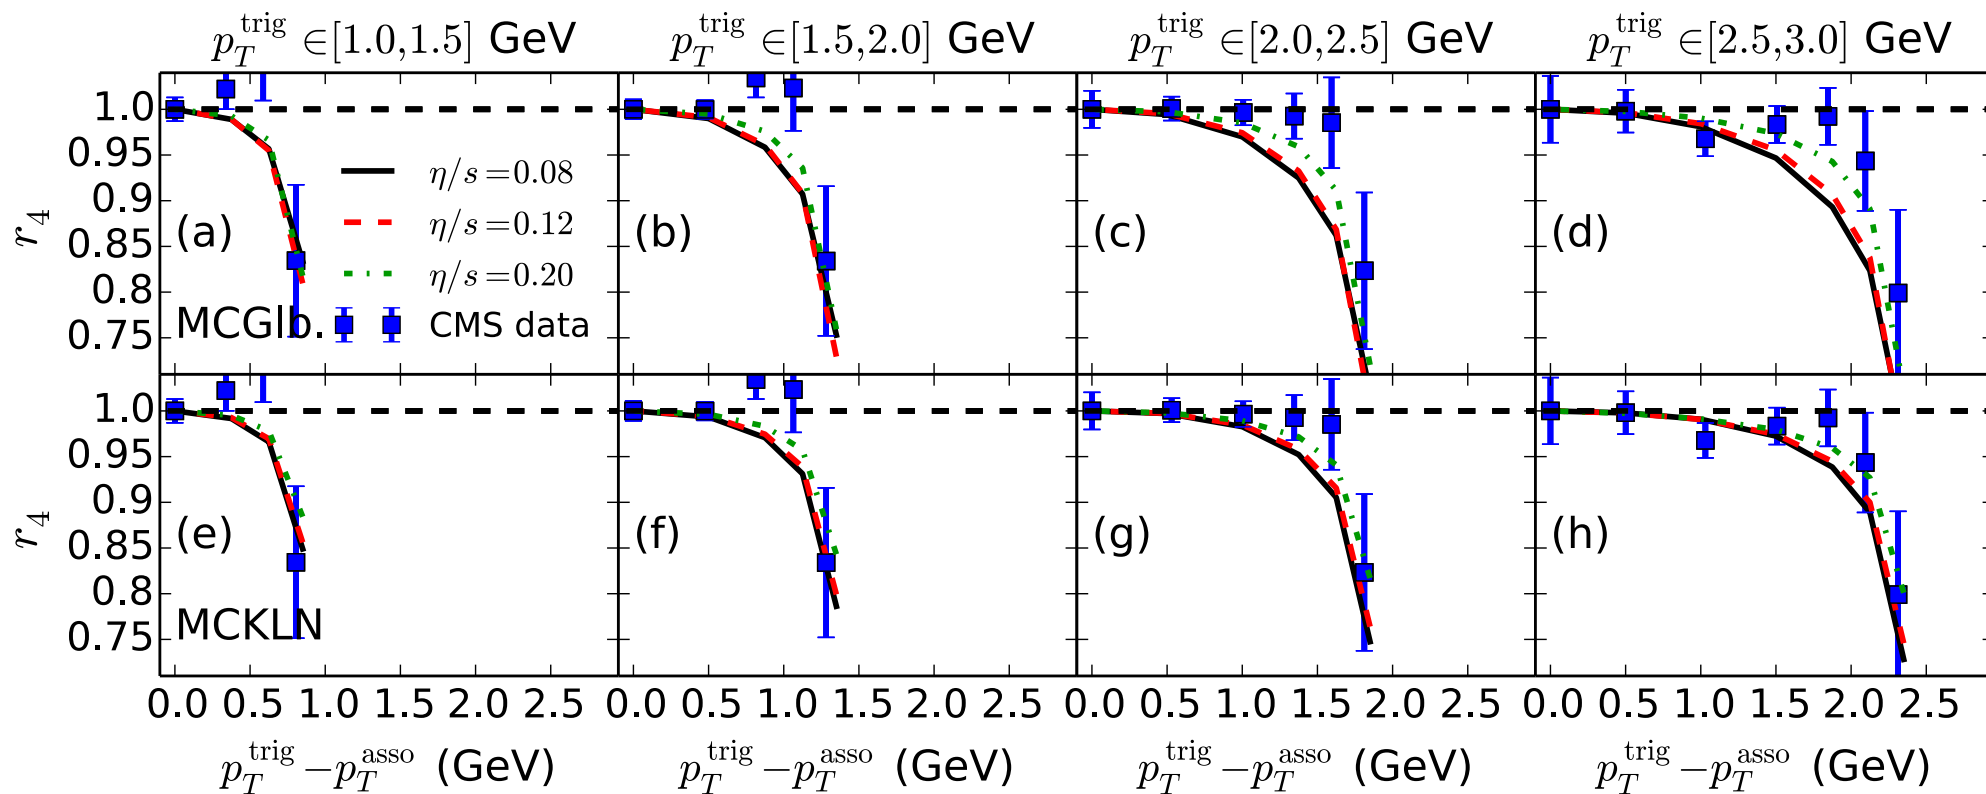 p_T^trig ∈[1.0,1.5] GeV
p_T^trig ∈[1.5,2.0] GeV
p_T^trig ∈[2.0,2.5] GeV
p_T^trig ∈[2.5,3.0] GeV
r_4
1.0
0.95
0.9
0.85
0.8
0.75
(a)
MCGlb.
η/s=0.08
η/s=0.12
η/s=0.20
CMS data
(b)
(c)
(d)
r_4
1.0
0.95
0.9
0.85
0.8
0.75
(e)
MCKLN
(f)
(g)
(h)
0.0 0.5 1.0 1.5 2.0 2.5
0.0 0.5 1.0 1.5 2.0 2.5
0.0 0.5 1.0 1.5 2.0 2.5
0.0 0.5 1.0 1.5 2.0 2.5
p_T^trig −p_T^asso (GeV)
p_T^trig −p_T^asso (GeV)
p_T^trig −p_T^asso (GeV)
p_T^trig −p_T^asso (GeV)